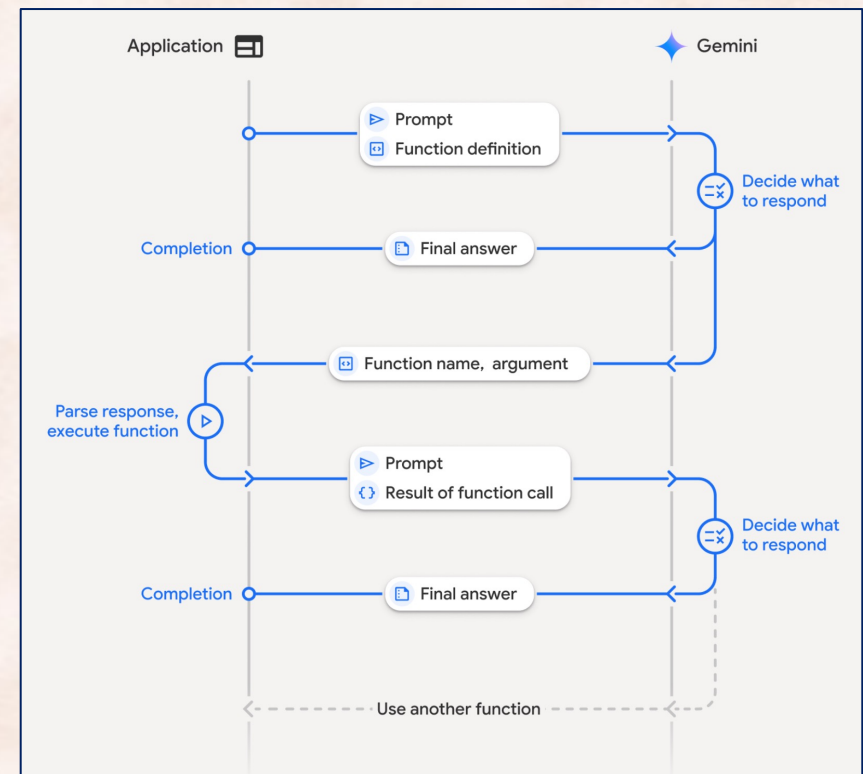 Application
Gemini
Prompt
Function definition
Decide what
to respond
Completion
Final answer
Function name, argument
Parse response,
execute function
Prompt
Result of function call
Decide what
to respond
Completion
Final answer
Use another function